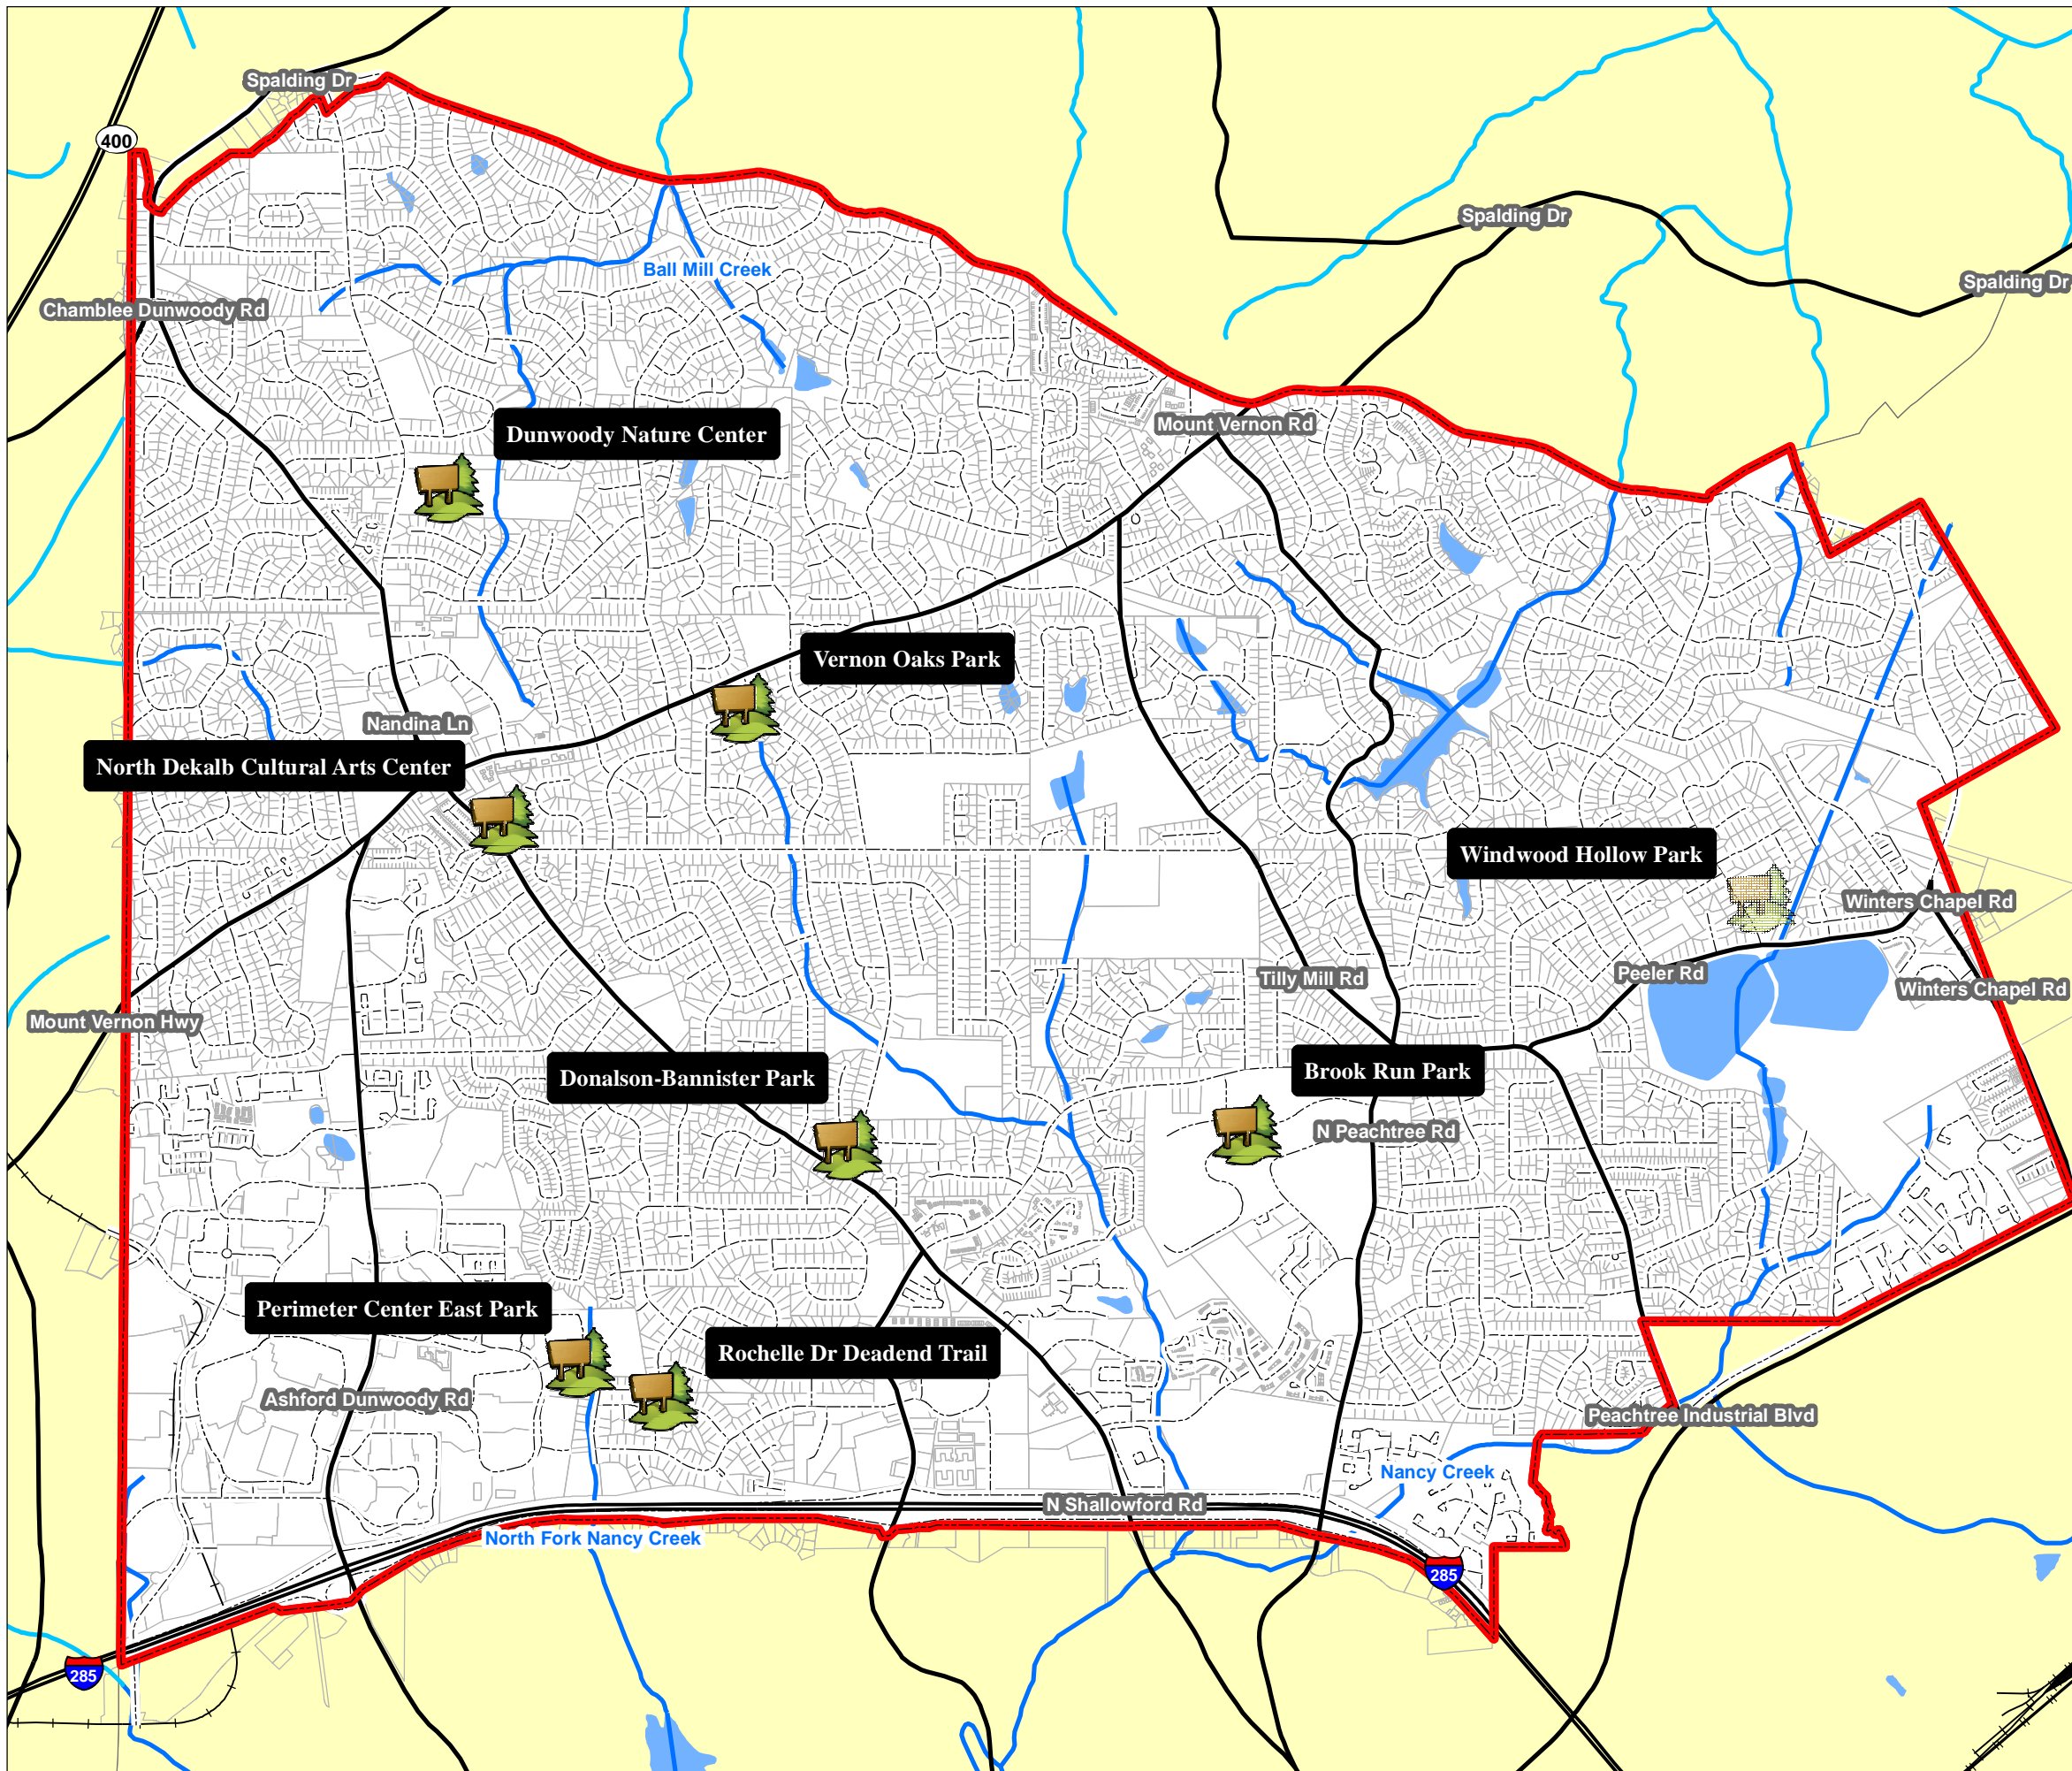 Spalding Dr
400
Spalding Dr
Ball Mill Creek
Spalding Dr
Chamblee Dunwoody Rd
Mount Vernon Rd
Dunwoody Nature Center
Vernon Oaks Park
Nandina Ln
North Dekalb Cultural Arts Center
Windwood Hollow Park
Winters Chapel Rd
Peeler Rd
Tilly Mill Rd
Winters Chapel Rd
Mount Vernon Hwy
Brook Run Park
Donalson-Bannister Park
N Peachtree Rd
Perimeter Center East Park
Rochelle Dr Deadend Trail
Ashford Dunwoody Rd
Peachtree Industrial Blvd
Nancy Creek
N Shallowford Rd
North Fork Nancy Creek
285
285